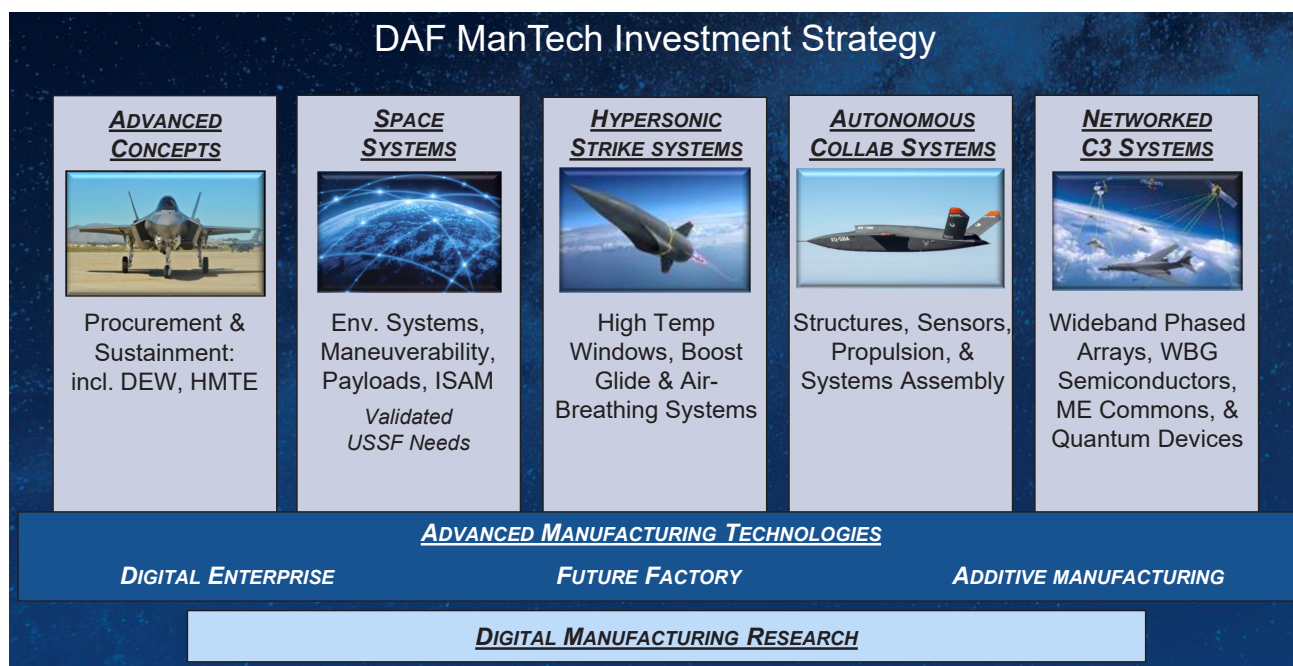 DAF ManTech Investment Strategy
ADVANCED
CONCEPTS
Procurement &
Sustainment:
incl. DEW, HMTE
SPACE
SYSTEMS
Env. Systems,
Maneuverability,
Payloads, ISAM
Validated
USSF Needs
HYPERSONIC
STRIKE SYSTEMS
High Temp
Windows, Boost
Glide & Air-
Breathing Systems
AUTONOMOUS
COLLAB SYSTEMS
XQ-58A
Structures, Sensors,
Propulsion, &
Systems Assembly
NETWORKED
C3 SYSTEMS
Wideband Phased
Arrays, WBG
Semiconductors,
ME Commons, &
Quantum Devices
ADVANCED MANUFACTURING TECHNOLOGIES
DIGITAL ENTERPRISE FUTURE FACTORY ADDITIVE MANUFACTURING
DIGITAL MANUFACTURING RESEARCH